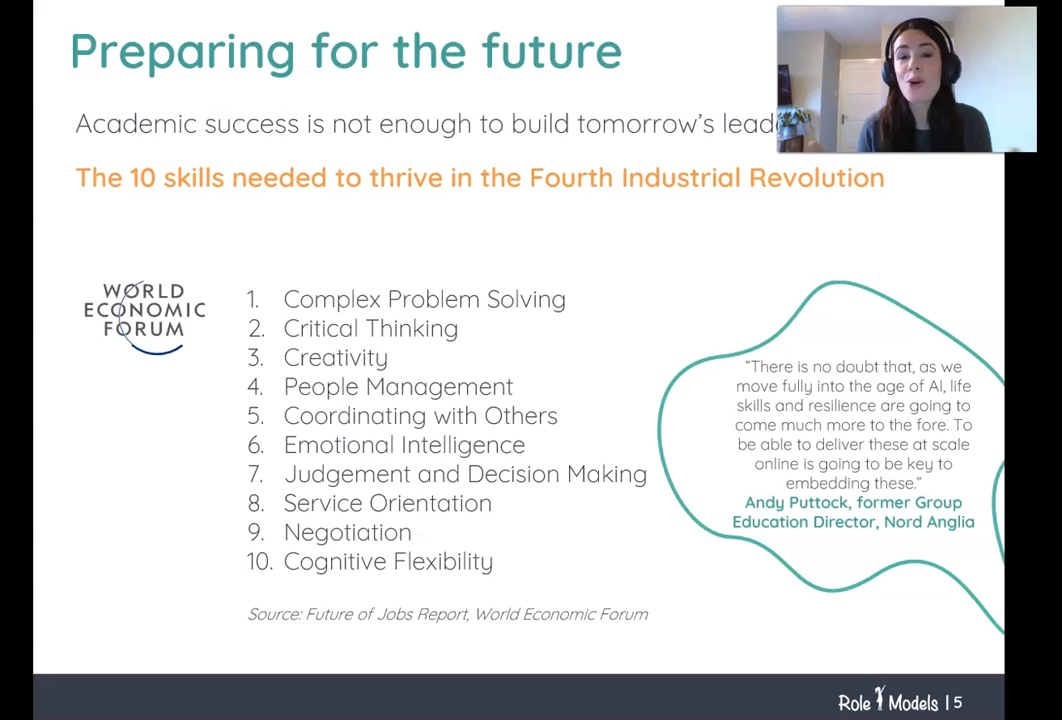 Preparing for the future
Academic success is not enough to build tomorrow's lead
The 10 skills needed to thrive in the Fourth Industrial Revolution
WORLD
ECONOMIC
FORUM
1. Complex Problem Solving
2. Critical Thinking
3. Creativity
4. People Management
5. Coordinating with Others
6. Emotional Intelligence
7. Judgement and Decision Making
8. Service Orientation
9. Negotiation
10. Cognitive Flexibility
Source: Future of Jobs Report, World Economic Forum
“There is no doubt that, as we
move fully into the age of AI, life
skills and resilience are going to
come much more to the fore. To
be able to deliver these at scale
online is going to be key to
embedding these.”
Andy Puttock, former Group
Education Director, Nord Anglia
Role Models | 5